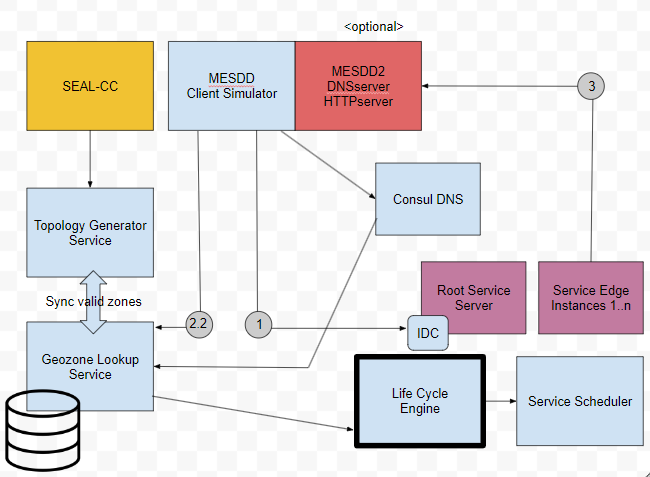 <optional>
SEAL-CC
MESDD
Client Simulator
MESDD2
DNSserver
HTTPserver
3
Consul DNS
Topology Generator
Service
Sync valid zones
Root Service
Server
Service Edge
Instances 1..n
2.2
1
IDC
Geozone Lookup
Service
Life Cycle
Engine
Service Scheduler